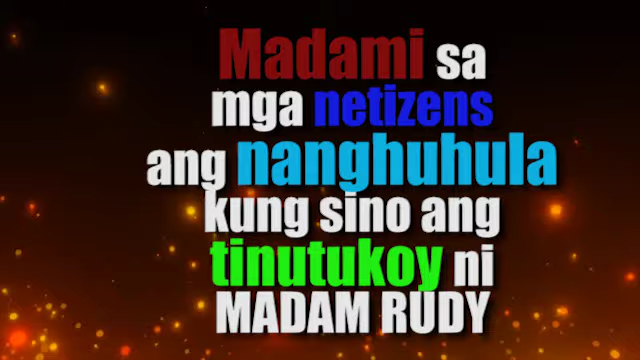 Madami sa
mga netizens
ang nanghuhula
kung sino ang
tinutukoy ni
MADAM RUDY